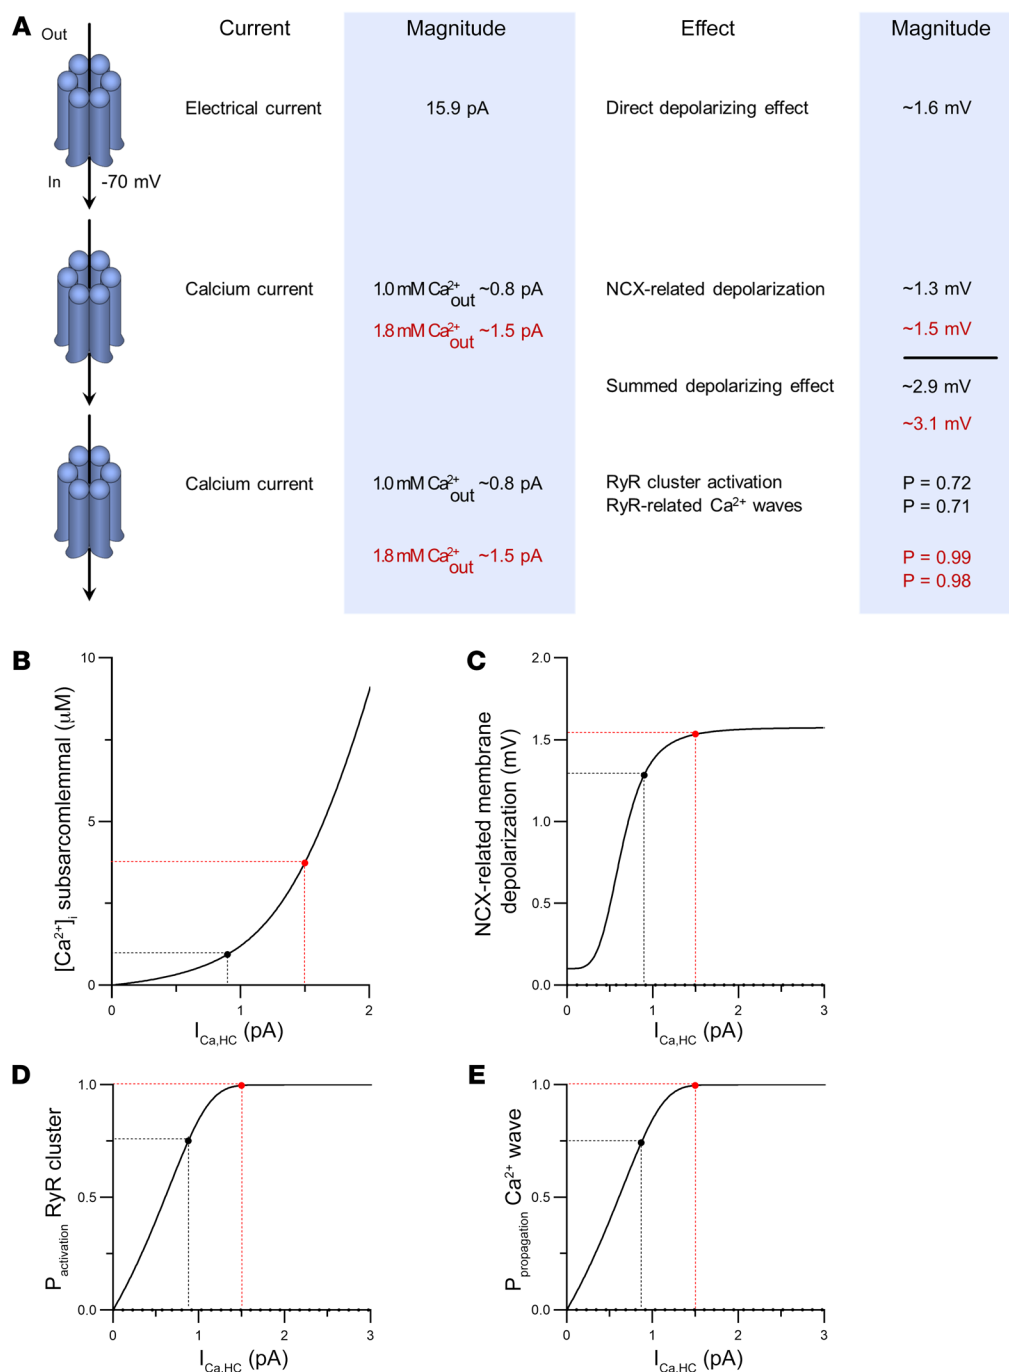 A
Out
Current
Magnitude
Effect
Magnitude
Electrical current
15.9 pA
Direct depolarizing effect
~1.6 mV
In
-70 mV
Calcium current
1.0 mM Ca²⁺out ~0.8 pA
NCX-related depolarization
~1.3 mV
1.8 mM Ca²⁺out ~1.5 pA
~1.5 mV
Summed depolarizing effect
~2.9 mV
~3.1 mV
Calcium current
1.0 mM Ca²⁺out ~0.8 pA
RyR cluster activation
P = 0.72
RyR-related Ca²⁺ waves
P = 0.71
1.8 mM Ca²⁺out ~1.5 pA
P = 0.99
P = 0.98
B
[Ca²⁺]i subsarcomlemmal (μM)
10
5
0
0
1
2
I Ca,HC (pA)
C
NCX-related membrane
depolarization (mV)
2.0
1.5
1.0
0.5
0.0
0
1
2
3
I Ca,HC (pA)
D
P activation RyR cluster
1.0
0.5
0.0
0
1
2
3
I Ca,HC (pA)
E
P propagation Ca²⁺ wave
1.0
0.5
0.0
0
1
2
3
I Ca,HC (pA)